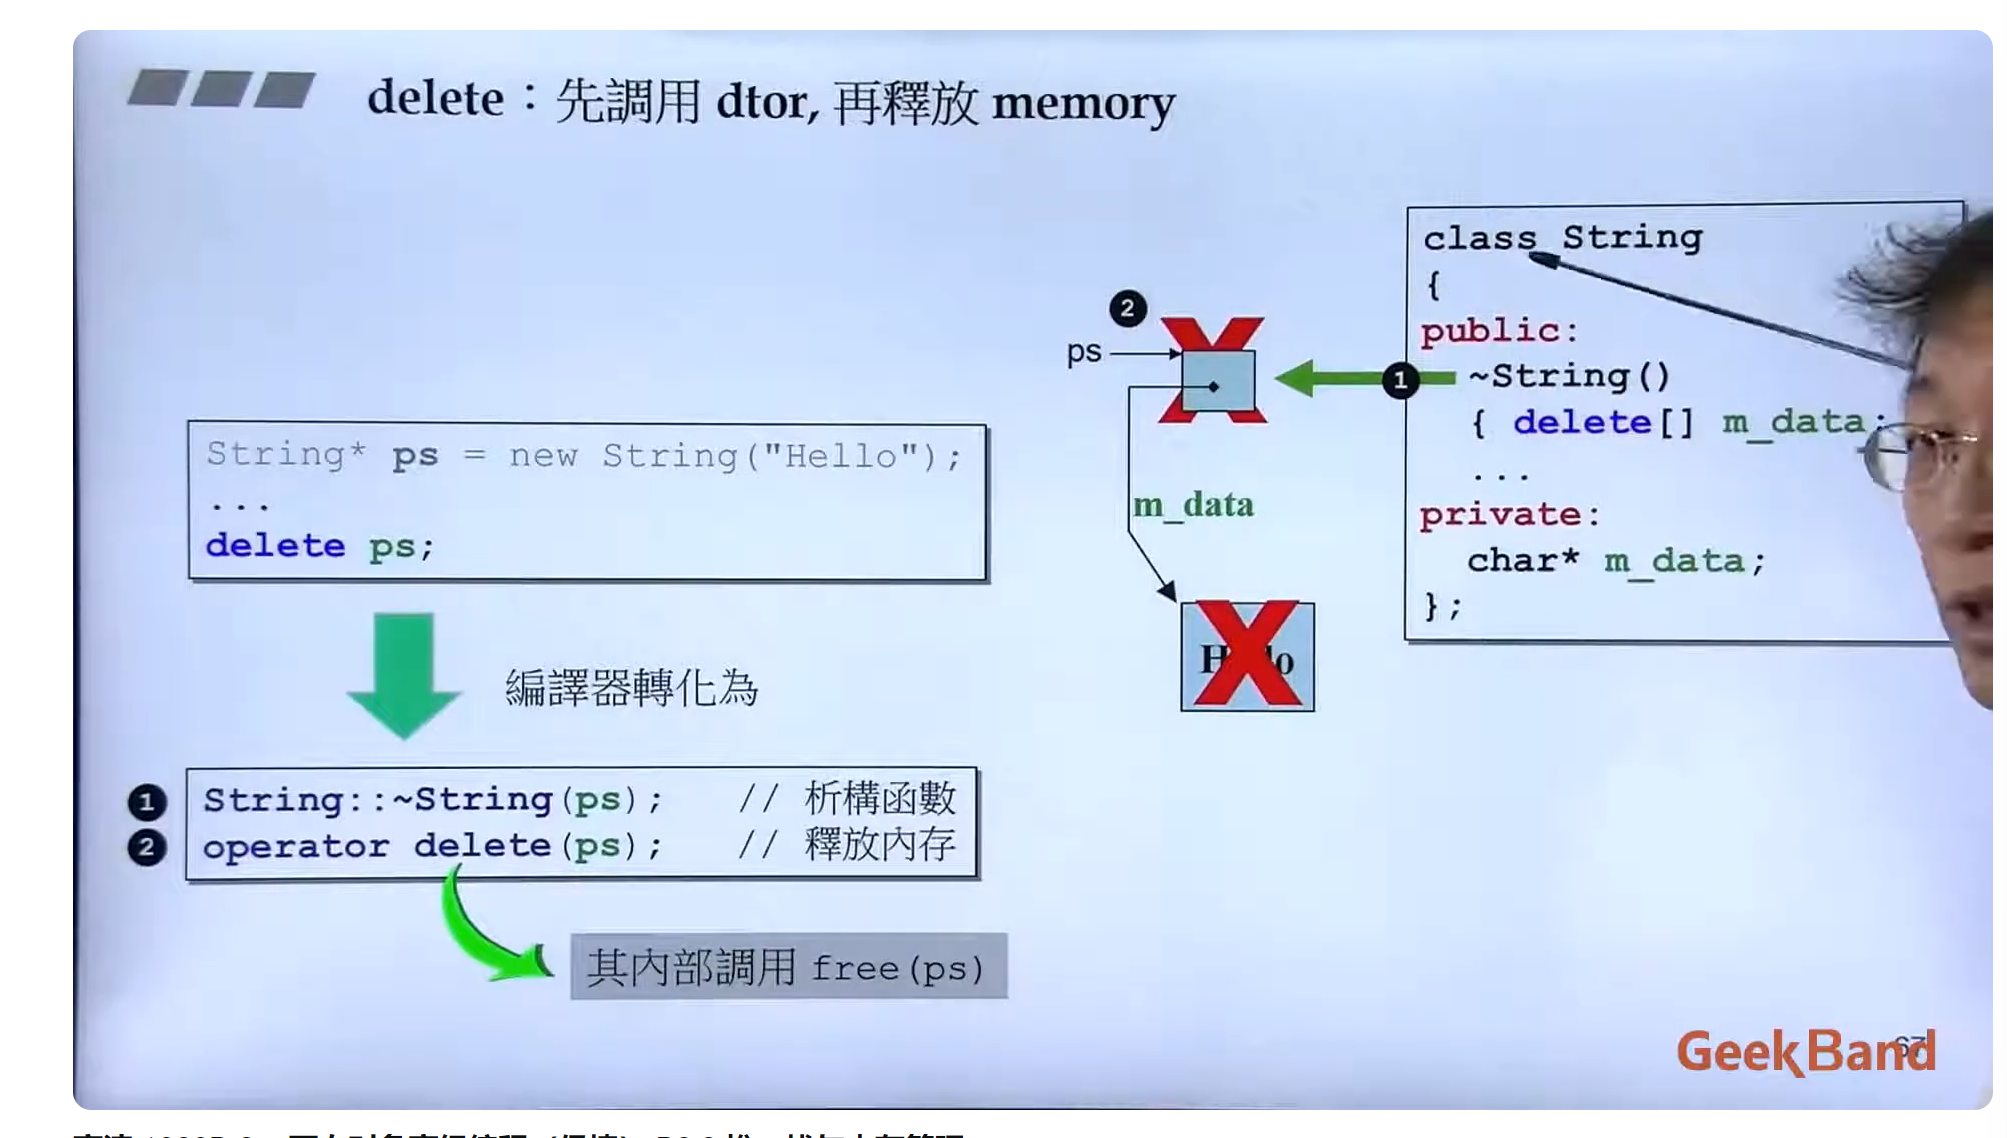 delete：先調用 dtor, 再釋放 memory
String* ps = new String("Hello");
...
delete ps;
編譯器轉化為
1 String::~String(ps); // 析構函數
2 operator delete(ps); // 釋放內存
其內部調用 free(ps)
2
ps
1
m_data
class String
{
public:
~String()
{ delete[] m_data;
...
private:
char* m_data;
};
GeekBand
67